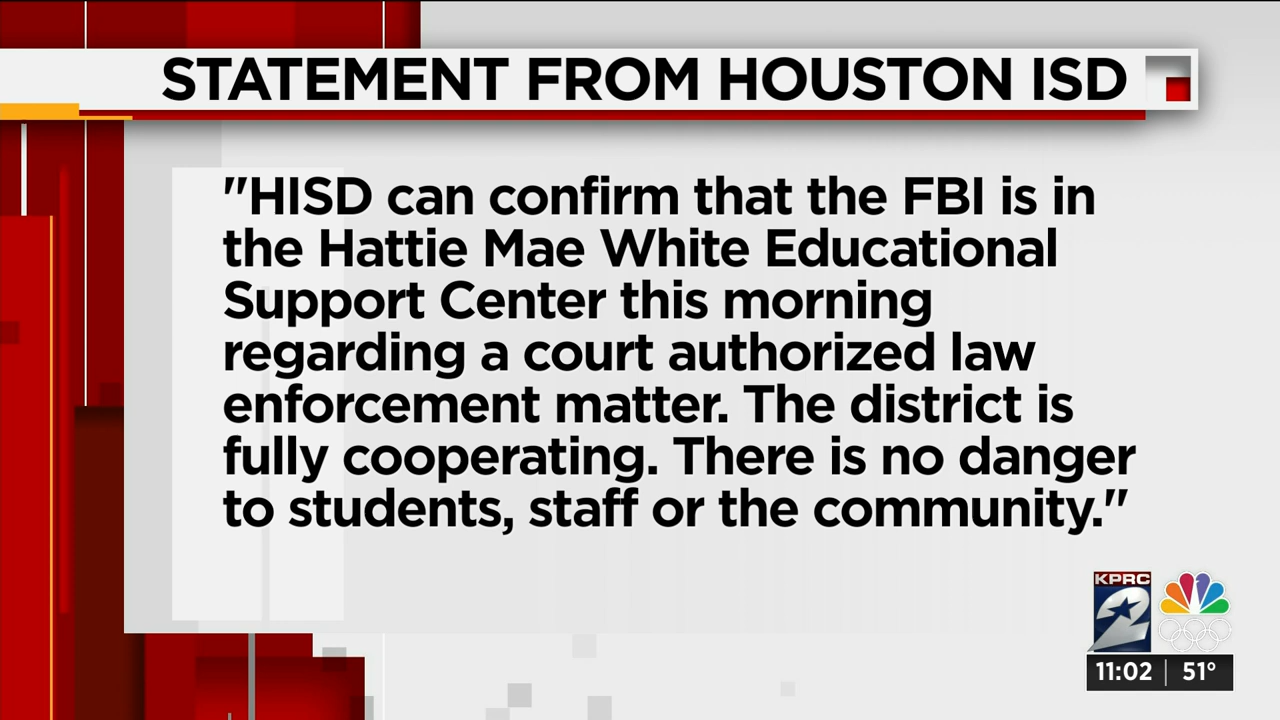 STATEMENT FROM HOUSTON ISD
"HISD can confirm that the FBI is in
the Hattie Mae White Educational
Support Center this morning
regarding a court authorized law
enforcement matter. The district is
fully cooperating. There is no danger
to students, staff or the community."
KPRC
2
11:02 | 51°